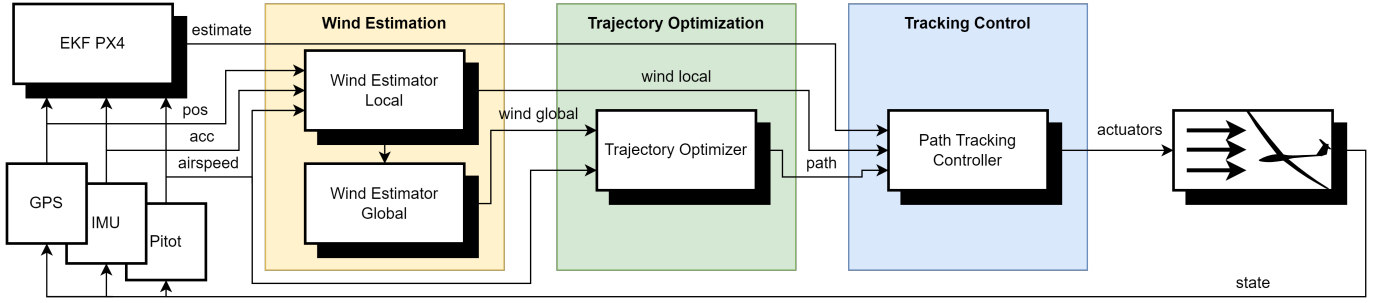 Wind Estimation
Trajectory Optimization
Tracking Control
EKF PX4
estimate
Wind Estimator
Local
wind local
pos
wind global
acc
airspeed
Trajectory Optimizer
path
Path Tracking
Controller
actuators
GPS
IMU
Pitot
Wind Estimator
Global
state